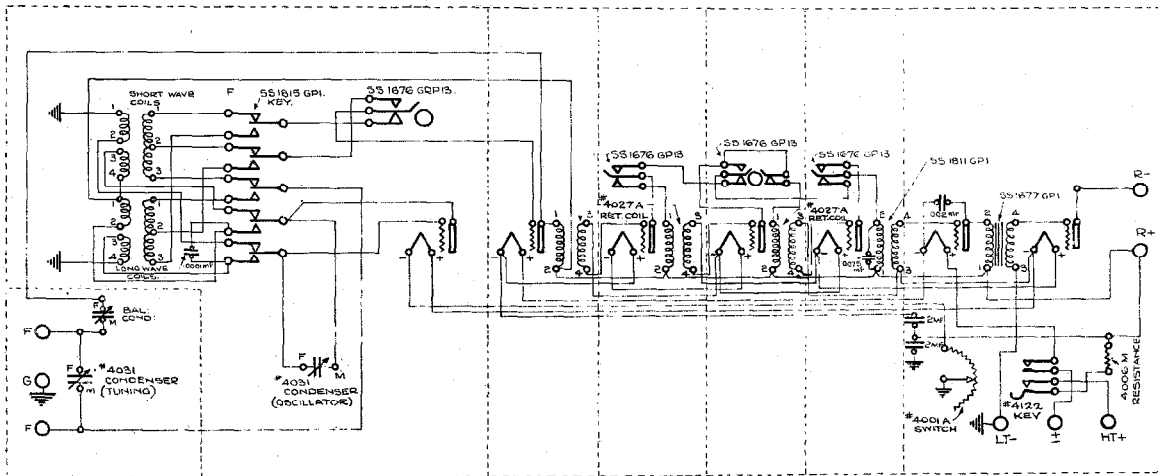 SHORT WAVE
COILS
F
SS 1815 GP1.
KEY.
SS 1676 GRP13.
.0001MF
LONG WAVE
COILS.
BAL.
COND:
F
M
F
G
F
F
M
#4031
CONDENSER
(TUNING)
F
M
#4031
CONDENSER
(OSCILLATOR)
SS 1676 GP13
#4027A
RET. COIL
SS 1676 GP13
#4027A
RET. COIL
SS 1676 GP13
SS 1811 GP1
.002MF
SS 1677 GP1
R-
R+
2MF
2MF
#4001A
SWITCH
LT-
#4122
KEY
±
HT+
4006 M
RESISTANCE